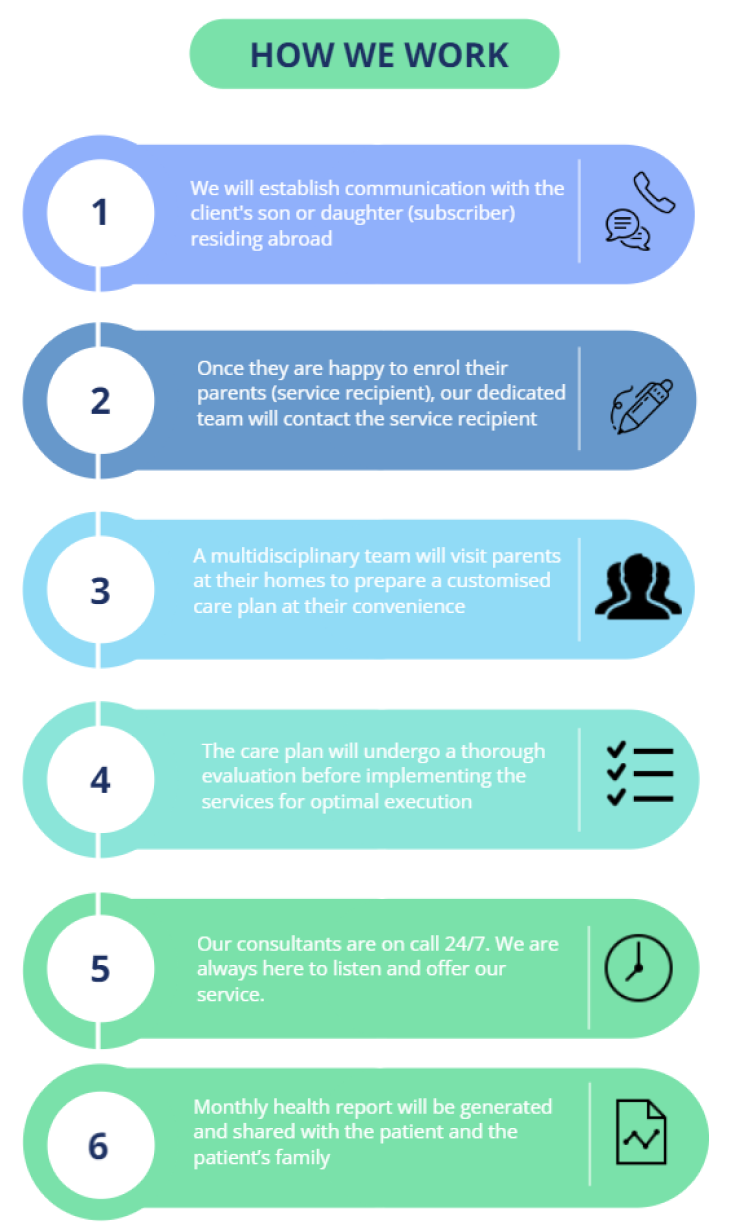 HOW WE WORK
1
We will establish communication with the
client's son or daughter (subscriber)
residing abroad
2
Once they are happy to enrol their
parents (service recipient), our dedicated
team will contact the service recipient
3
A multidisciplinary team will visit parents
at their homes to prepare a customised
care plan at their convenience
4
The care plan will undergo a thorough
evaluation before implementing the
services for optimal execution
5
Our consultants are on call 24/7. We are
always here to listen and offer our
service.
6
Monthly health report will be generated
and shared with the patient and the
patient's family